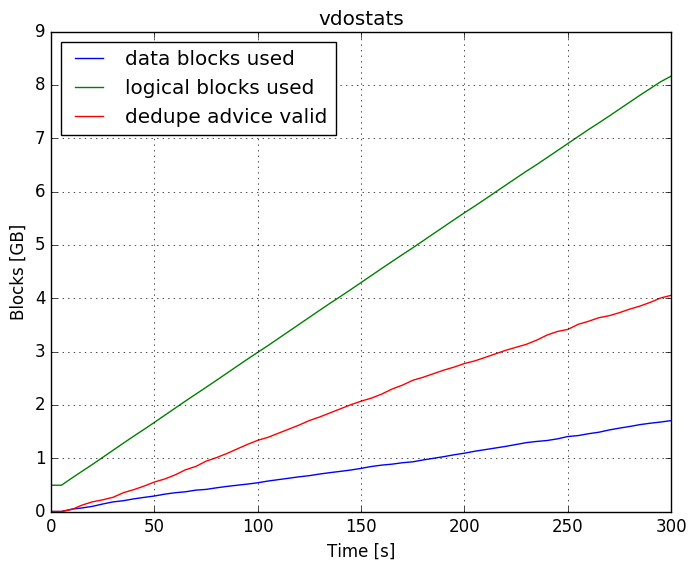 vdostats
data blocks used
logical blocks used
dedupe advice valid
Blocks [GB]
9
8
7
6
5
4
3
2
1
0
0 50 100 150 200 250 300
Time [s]